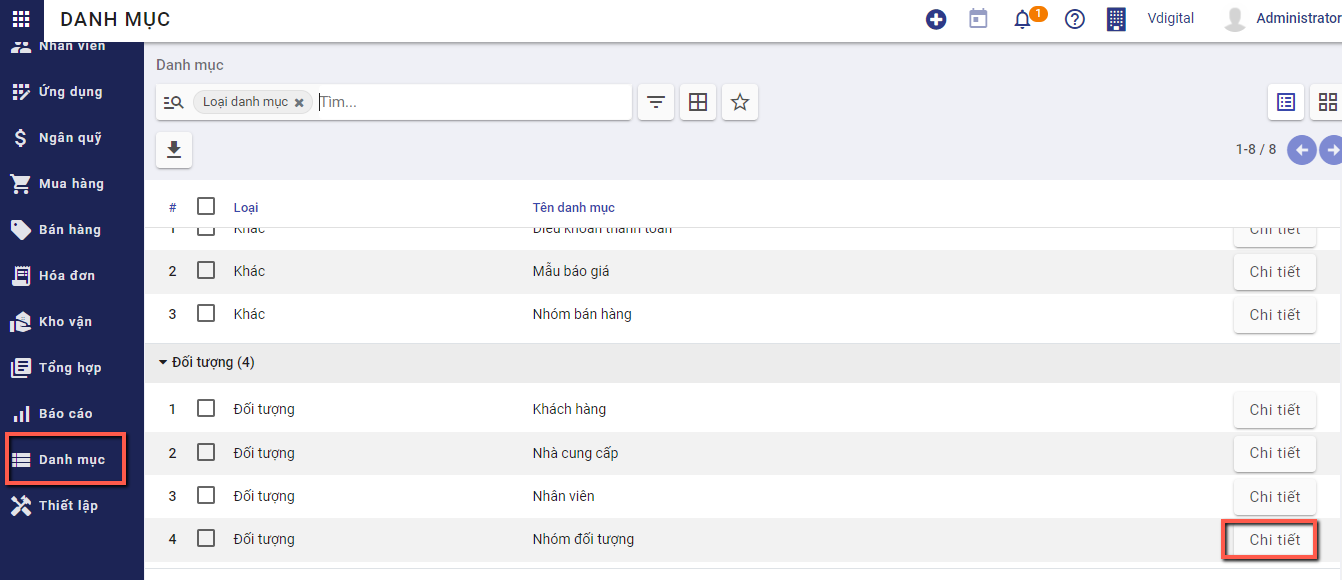 DANH MỤC
1
Vdigital
Administrator
Nhân viên
Ứng dụng
Ngân quỹ
Mua hàng
Bán hàng
Hóa đơn
Kho vận
Tổng hợp
Báo cáo
Danh mục
Thiết lập
Danh mục
Loại danh mục Tìm...
1-8 / 8
# Loại Tên danh mục
1 Khác Điều khoản thanh toán Chi tiết
2 Khác Mẫu báo giá Chi tiết
3 Khác Nhóm bán hàng Chi tiết
Đối tượng (4)
1 Đối tượng Khách hàng Chi tiết
2 Đối tượng Nhà cung cấp Chi tiết
3 Đối tượng Nhân viên Chi tiết
4 Đối tượng Nhóm đối tượng Chi tiết